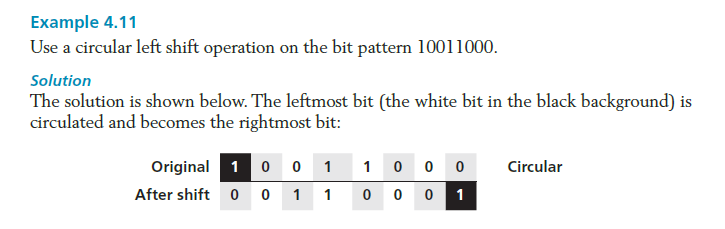 Example 4.11
Use a circular left shift operation on the bit pattern 10011000.
Solution
The solution is shown below. The leftmost bit (the white bit in the black background) is
circulated and becomes the rightmost bit:
Original 1 0 0 1 1 0 0 0 Circular
After shift 0 0 1 1 0 0 0 1